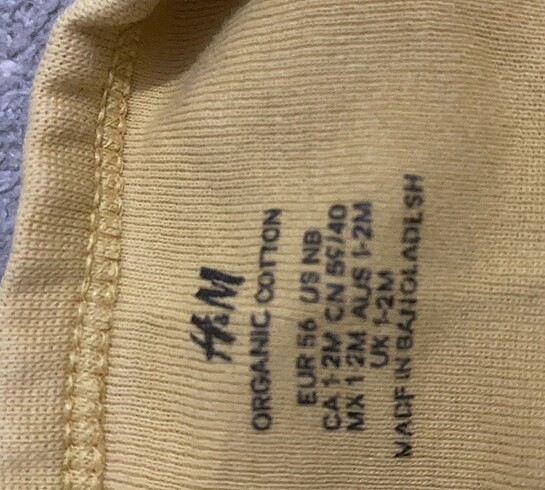 H&M
ORGANIC COTTON
EUR 56 US NB
CA 1-2M CN 59/40
MX 1-2M AUS 1-2M
UK 1-2M
MADE IN BANGLADESH